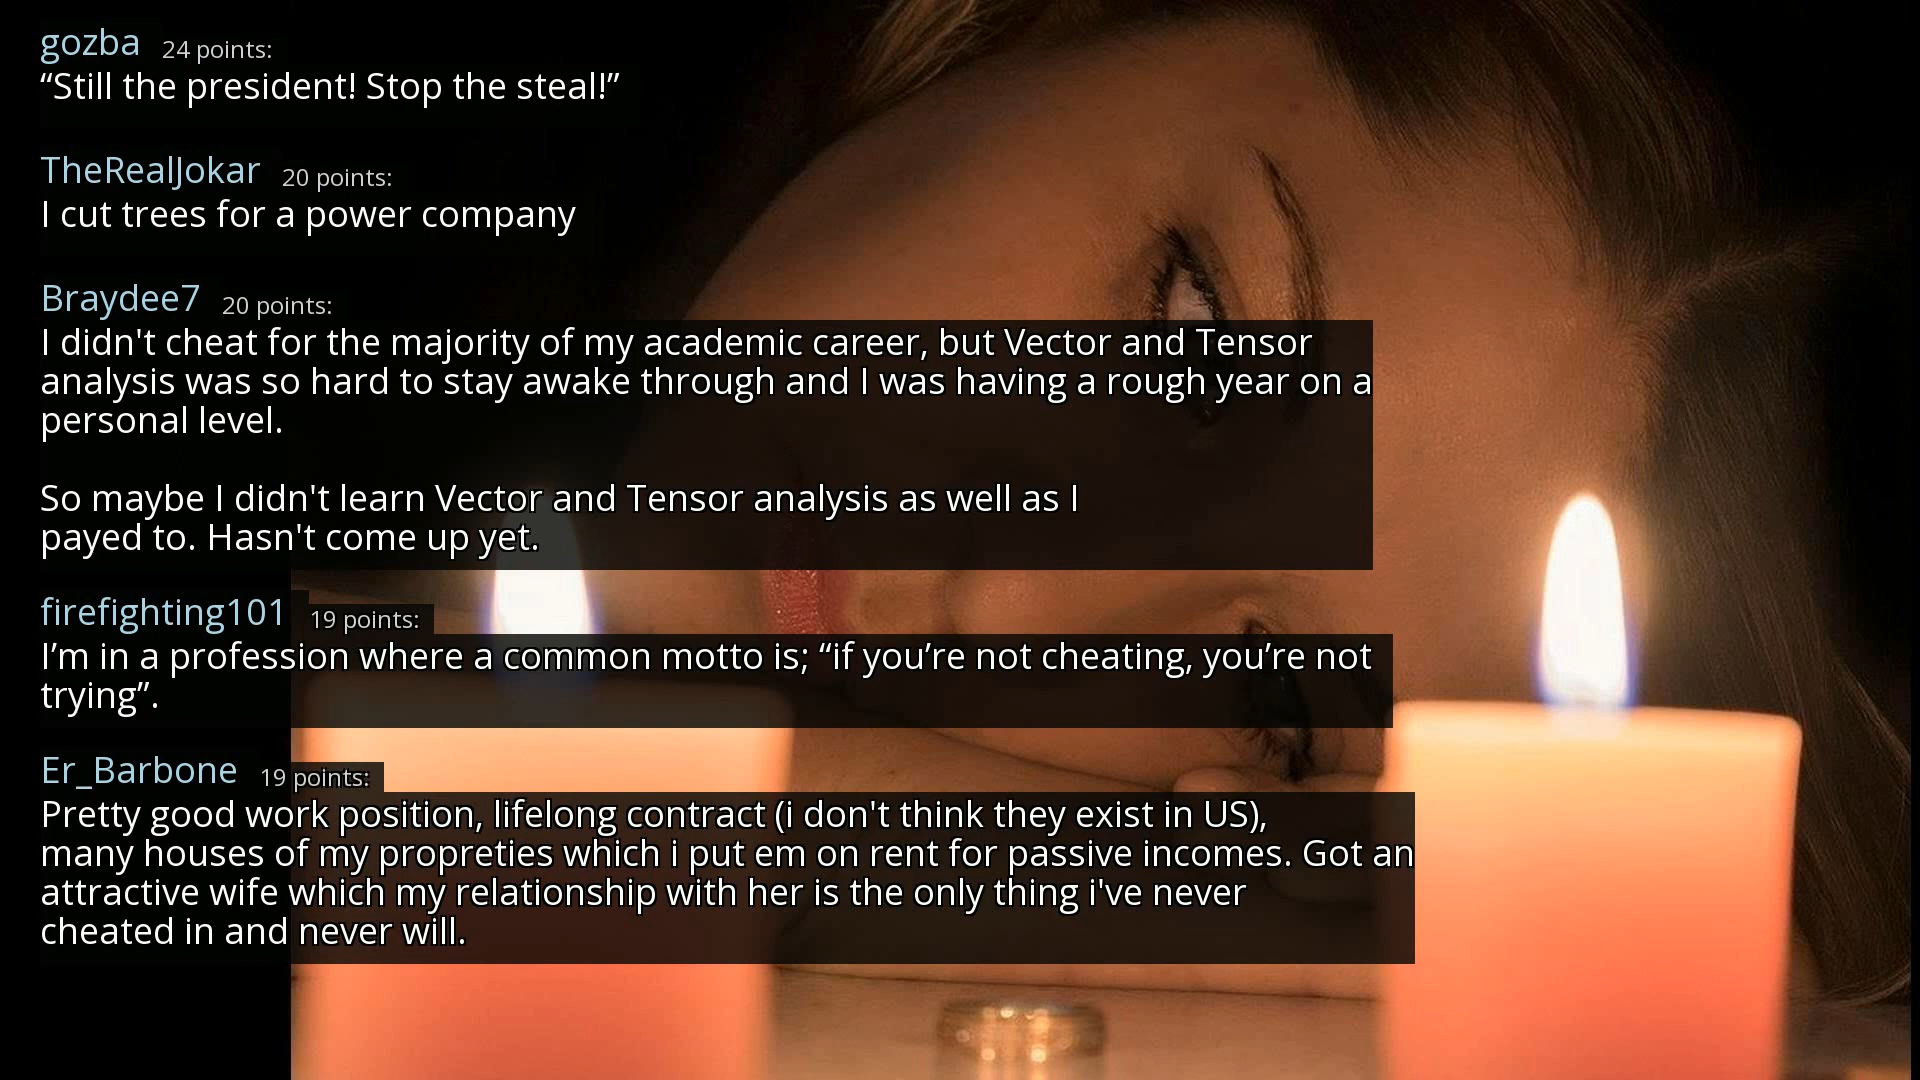 gozba 24 points:
“Still the president! Stop the steal!”
TheRealJokar 20 points:
I cut trees for a power company
Braydee7 20 points:
I didn't cheat for the majority of my academic career, but Vector and Tensor
analysis was so hard to stay awake through and I was having a rough year on a
personal level.
So maybe I didn't learn Vector and Tensor analysis as well as I
payed to. Hasn't come up yet.
firefighting101 19 points:
I’m in a profession where a common motto is; “if you’re not cheating, you’re not
trying”.
Er_Barbone 19 points:
Pretty good work position, lifelong contract (i don't think they exist in US),
many houses of my propreties which i put em on rent for passive incomes. Got an
attractive wife which my relationship with her is the only thing i've never
cheated in and never will.